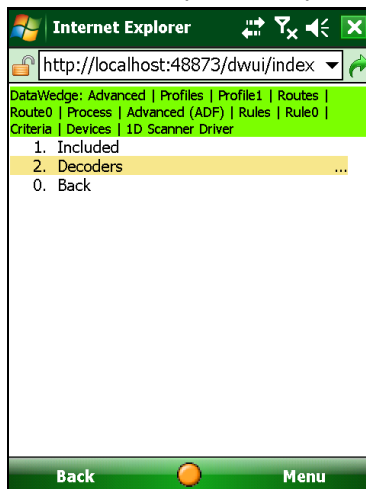 Internet Explorer
http://localhost:48873/dwui/index
DataWedge: Advanced | Profiles | Profile1 | Routes |
Route0 | Process | Advanced (ADF) | Rules | Rule0 |
Criteria | Devices | 1D Scanner Driver
1. Included
2. Decoders ...
0. Back
Back Menu